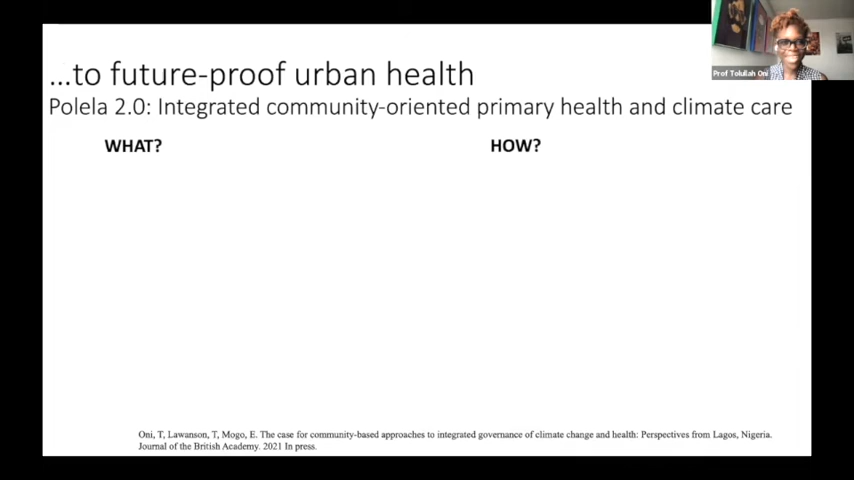 ...to future-proof urban health
Polela 2.0: Integrated community-oriented primary health and climate care
WHAT?
HOW?
Prof Tolullah Oni
Oni, T, Lawanson, T, Mogo, E. The case for community-based approaches to integrated governance of climate change and health: Perspectives from Lagos, Nigeria.
Journal of the British Academy. 2021 In press.